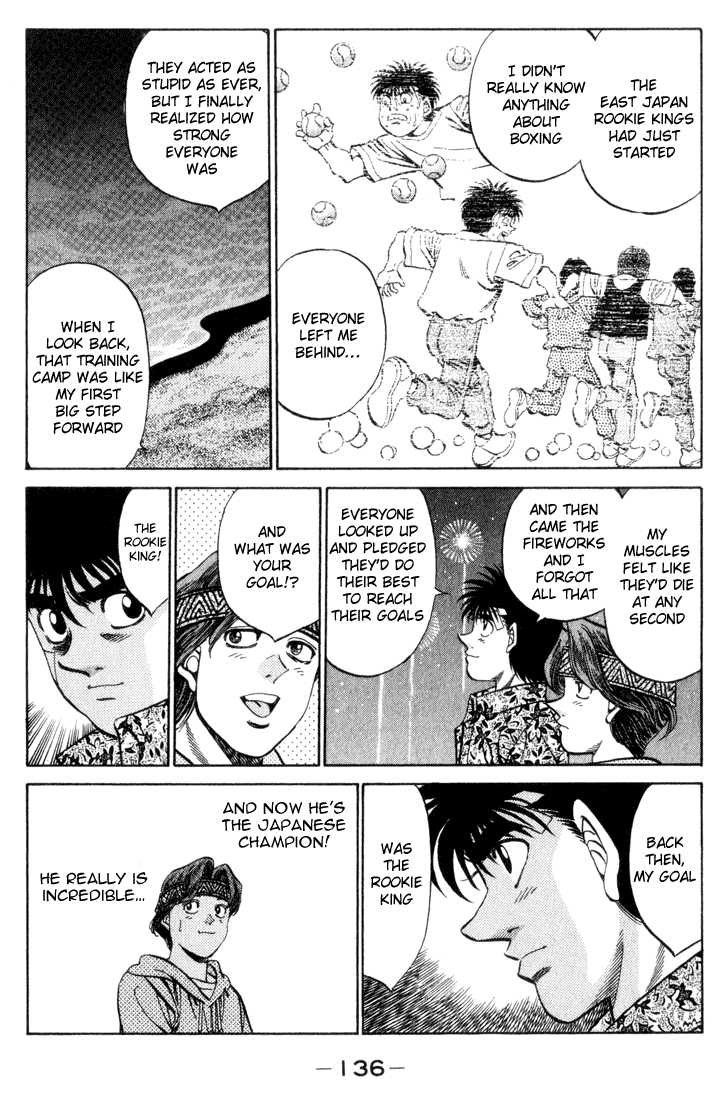 THE
EAST JAPAN
ROOKIE KINGS
HAD JUST
STARTED
I DIDN'T
REALLY KNOW
ANYTHING
ABOUT
BOXING
EVERYONE
LEFT ME
BEHIND...
THEY ACTED AS
STUPID AS EVER,
BUT I FINALLY
REALIZED HOW
STRONG
EVERYONE
WAS
WHEN I
LOOK BACK,
THAT TRAINING
CAMP WAS LIKE
MY FIRST
BIG STEP
FORWARD
MY
MUSCLES
FELT LIKE
THEY'D DIE
AT ANY
SECOND
AND THEN
CAME THE
FIREWORKS
AND I
FORGOT
ALL THAT
EVERYONE
LOOKED UP
AND PLEDGED
THEY'D DO
THEIR BEST
TO REACH
THEIR GOALS
AND
WHAT WAS
YOUR
GOAL!?
THE
ROOKIE
KING!
BACK
THEN,
MY GOAL
WAS
THE
ROOKIE
KING
AND NOW HE'S
THE JAPANESE
CHAMPION!
HE REALLY IS
INCREDIBLE...
—136—